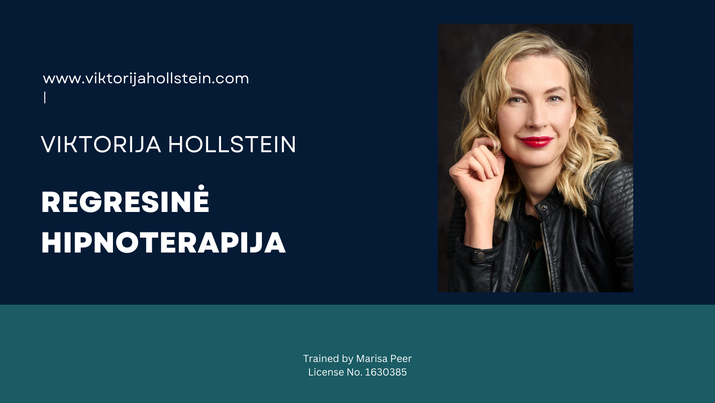 www.viktorijahollstein.com
|
VIKTORIJA HOLLSTEIN
REGRESINĖ
HIPNOTERAPIJA
Trained by Marisa Peer
License No. 1630385